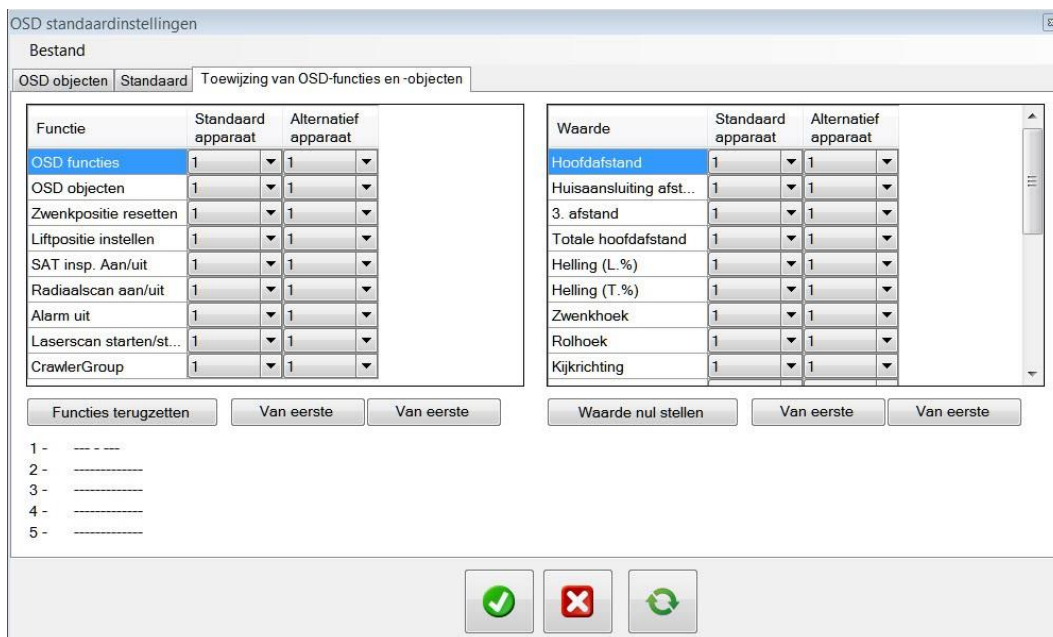 OSD standaardinstellingen
Bestand
OSD objecten Standaard Toewijzing van OSD-functies en -objecten
Functie Standaard apparaat Alternatief apparaat
OSD functies 1 1
OSD objecten 1 1
Zwenkpositie resetten 1 1
Liftpositie instellen 1 1
SAT insp. Aan/uit 1 1
Radiaalscan aan/uit 1 1
Alarm uit 1 1
Laserscan starten/st... 1 1
CrawlerGroup 1 1
Functies terugzetten Van eerste Van eerste
Waarde Standaard apparaat Alternatief apparaat
Hoofdafstand 1 1
Huisaansluiting afst... 1 1
3. afstand 1 1
Totale hoofdafstand 1 1
Helling (L.%) 1 1
Helling (T.%) 1 1
Zwenkhoek 1 1
Rolhoek 1 1
Kijkrichting 1 1
Waarde nul stellen Van eerste Van eerste
1 - --- - ---
2 - -------------
3 - -------------
4 - -------------
5 - -------------